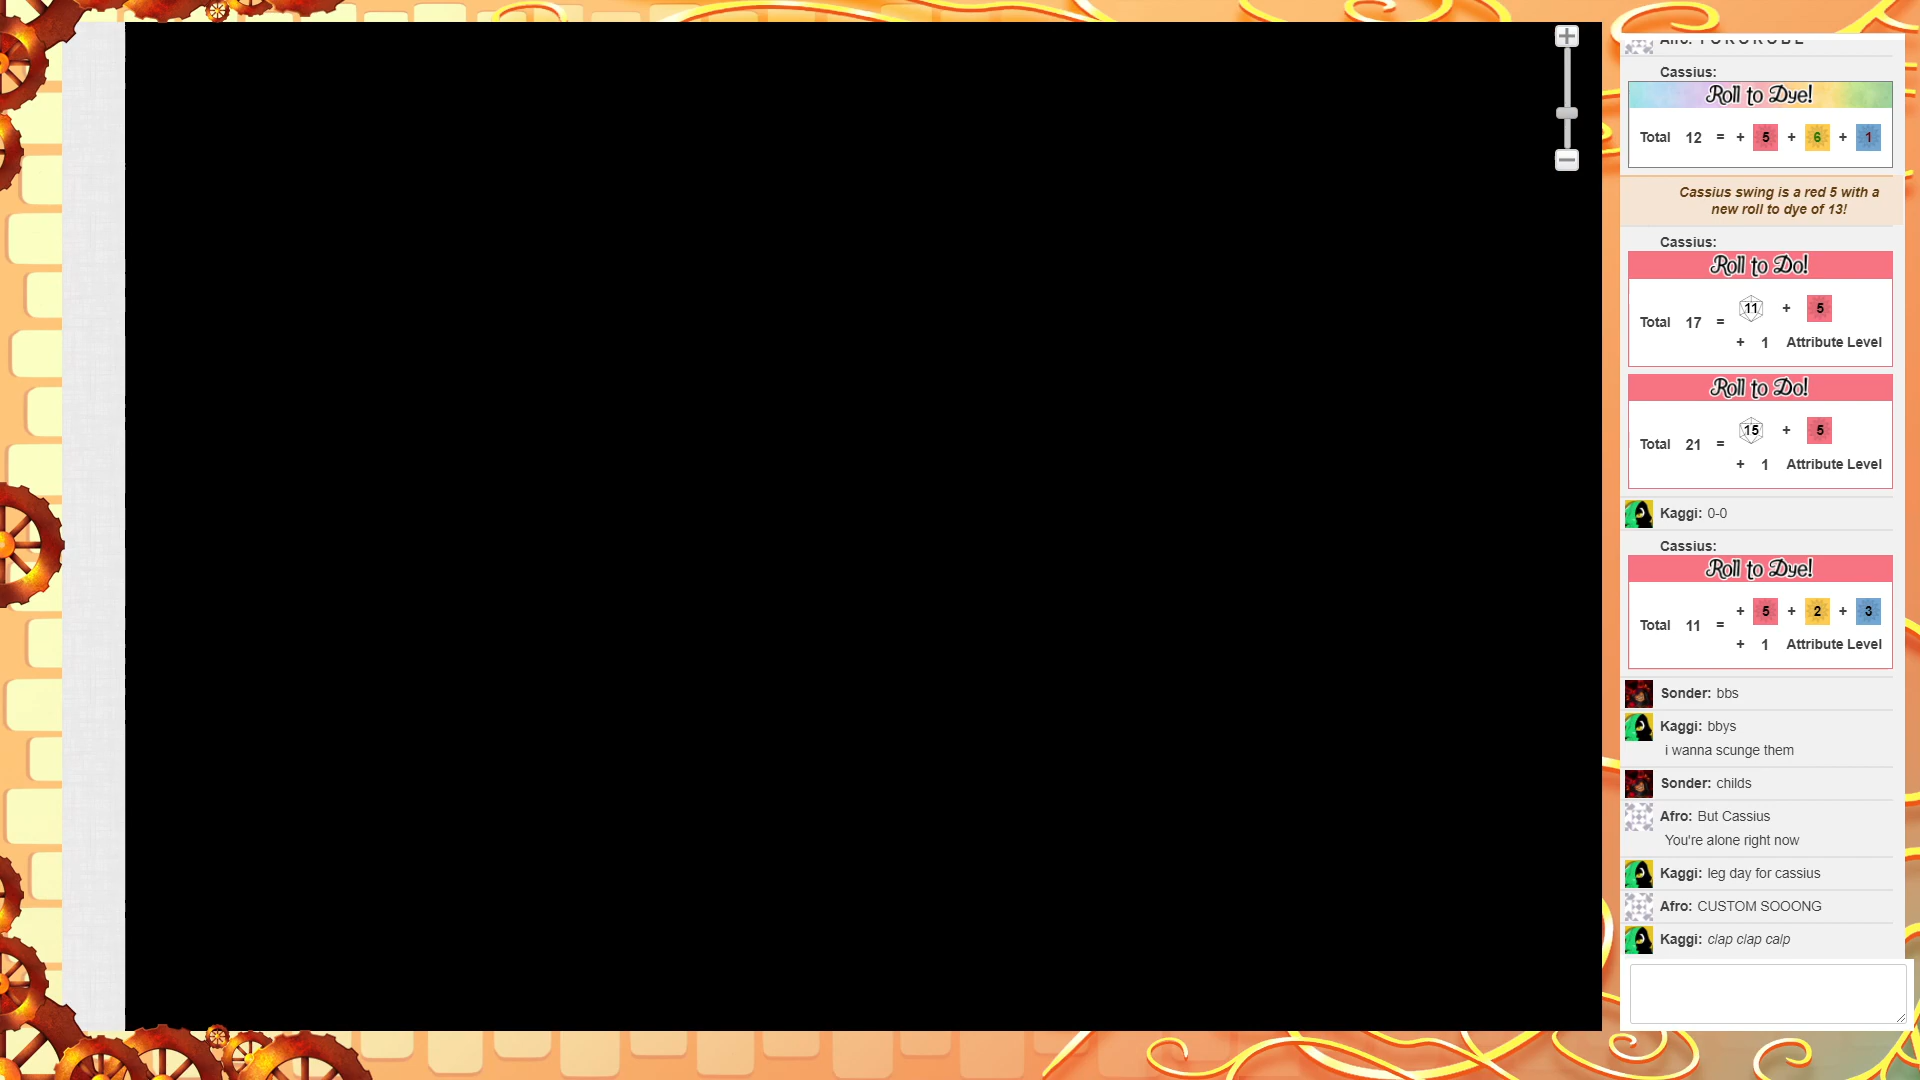 Afro: Y O K O K O B E
Cassius:
Roll to Dye!
Total 12 = + 5 + 6 + 1
Cassius swing is a red 5 with a
new roll to dye of 13!
Cassius:
Roll to Do!
Total 17 = 11 + 5
+ 1 Attribute Level
Roll to Do!
Total 21 = 15 + 5
+ 1 Attribute Level
Kaggi: 0-0
Cassius:
Roll to Dye!
Total 11 = + 5 + 2 + 3
+ 1 Attribute Level
Sonder: bbs
Kaggi: bbys
i wanna scunge them
Sonder: childs
Afro: But Cassius
You're alone right now
Kaggi: leg day for cassius
Afro: CUSTOM SOOONG
Kaggi: clap clap calp